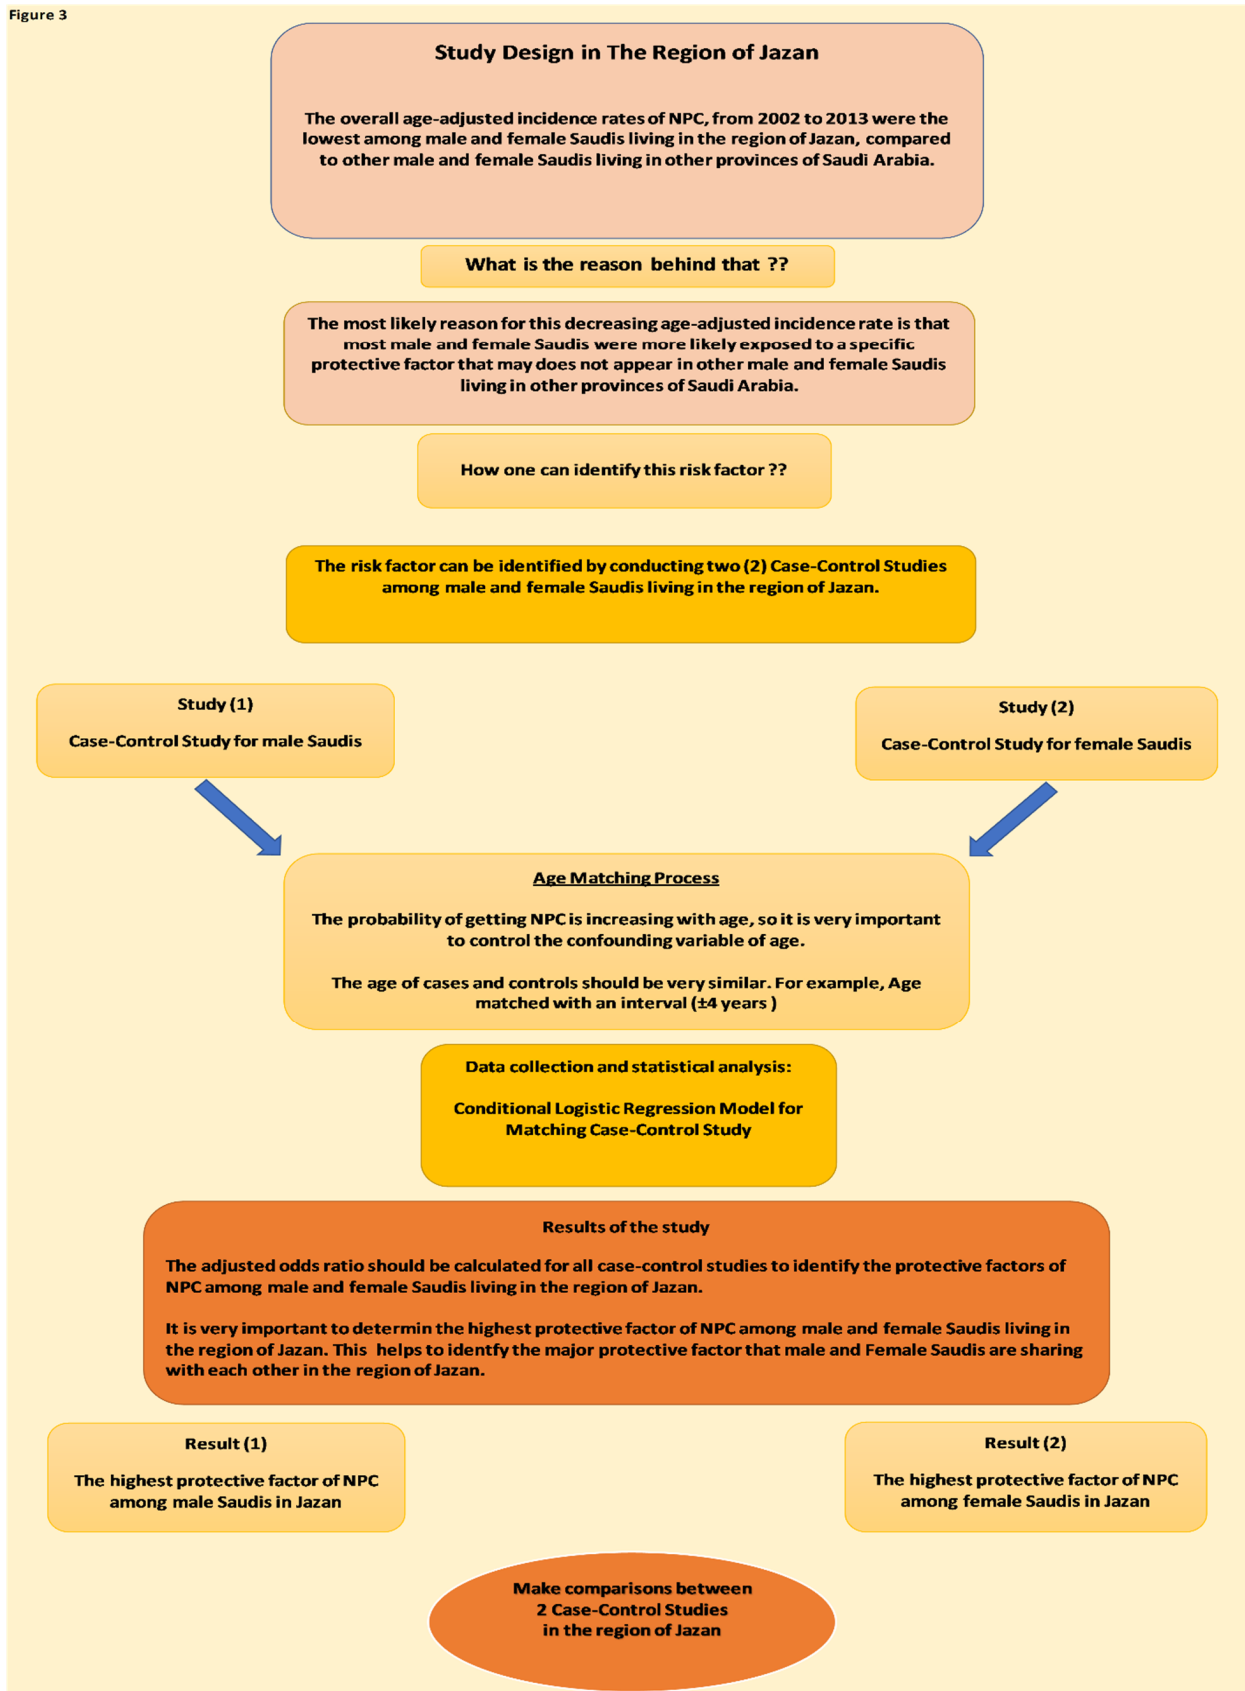 Figure 3
Study Design in The Region of Jazan
The overall age-adjusted incidence rates of NPC, from 2002 to 2013 were the
lowest among male and female Saudis living in the region of Jazan, compared
to other male and female Saudis living in other provinces of Saudi Arabia.
What is the reason behind that ??
The most likely reason for this decreasing age-adjusted incidence rate is that
most male and female Saudis were more likely exposed to a specific
protective factor that may does not appear in other male and female Saudis
living in other provinces of Saudi Arabia.
How one can identify this risk factor ??
The risk factor can be identified by conducting two (2) Case-Control Studies
among male and female Saudis living in the region of Jazan.
Study (1)
Case-Control Study for male Saudis
Study (2)
Case-Control Study for female Saudis
Age Matching Process
The probability of getting NPC is increasing with age, so it is very important
to control the confounding variable of age.
The age of cases and controls should be very similar. For example, Age
matched with an interval (±4 years )
Data collection and statistical analysis:
Conditional Logistic Regression Model for
Matching Case-Control Study
Results of the study
The adjusted odds ratio should be calculated for all case-control studies to identify the protective factors of
NPC among male and female Saudis living in the region of Jazan.
It is very important to determin the highest protective factor of NPC among male and female Saudis living in
the region of Jazan. This helps to identfy the major protective factor that male and Female Saudis are sharing
with each other in the region of Jazan.
Result (1)
The highest protective factor of NPC
among male Saudis in Jazan
Result (2)
The highest protective factor of NPC
among female Saudis in Jazan
Make comparisons between
2 Case-Control Studies
in the region of Jazan